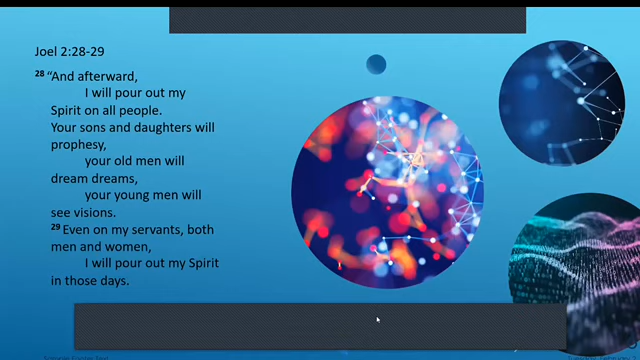 Joel 2:28-29
28 “And afterward,
I will pour out my
Spirit on all people.
Your sons and daughters will
prophesy,
your old men will
dream dreams,
your young men will
see visions.
29 Even on my servants, both
men and women,
I will pour out my Spirit
in those days.